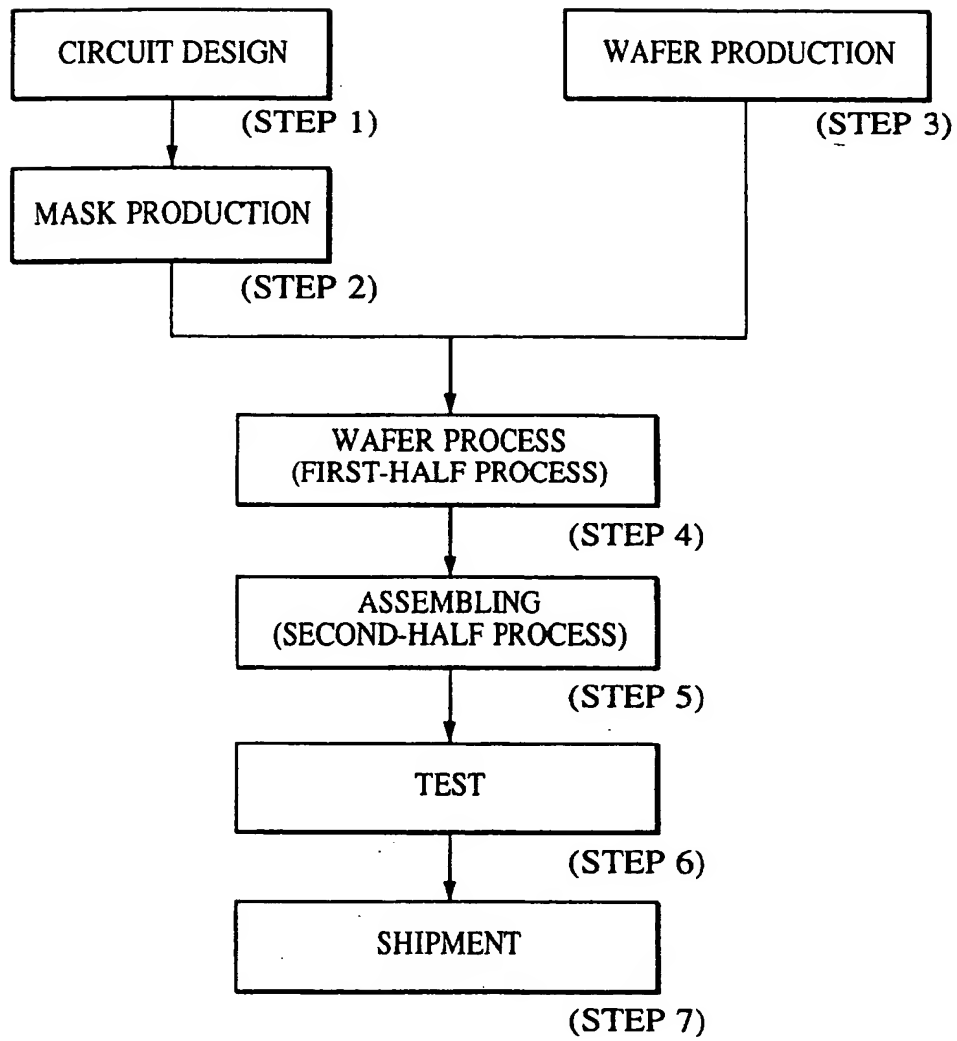 CIRCUIT DESIGN
(STEP 1)
MASK PRODUCTION
(STEP 2)
WAFER PRODUCTION
(STEP 3)
WAFER PROCESS
(FIRST-HALF PROCESS)
(STEP 4)
ASSEMBLING
(SECOND-HALF PROCESS)
(STEP 5)
TEST
(STEP 6)
SHIPMENT
(STEP 7)